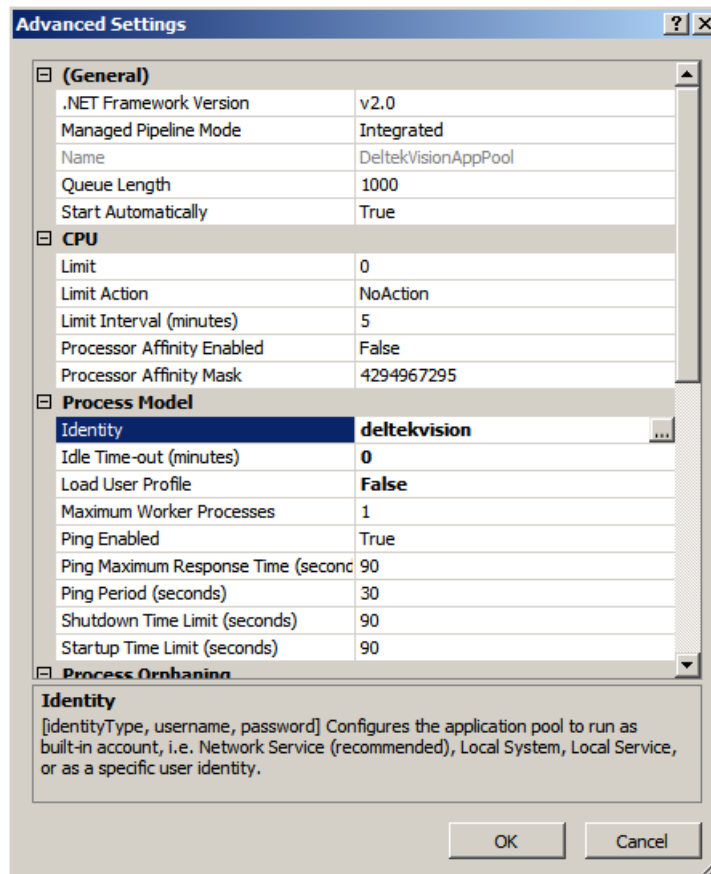 Advanced Settings
(General)
.NET Framework Version v2.0
Managed Pipeline Mode Integrated
Name DeltekVisionAppPool
Queue Length 1000
Start Automatically True
CPU
Limit 0
Limit Action NoAction
Limit Interval (minutes) 5
Processor Affinity Enabled False
Processor Affinity Mask 4294967295
Process Model
Identity deltekvision ...
Idle Time-out (minutes) 0
Load User Profile False
Maximum Worker Processes 1
Ping Enabled True
Ping Maximum Response Time (second 90
Ping Period (seconds) 30
Shutdown Time Limit (seconds) 90
Startup Time Limit (seconds) 90
Process Orphaning
Identity
[identityType, username, password] Configures the application pool to run as
built-in account, i.e. Network Service (recommended), Local System, Local Service,
or as a specific user identity.
OK Cancel